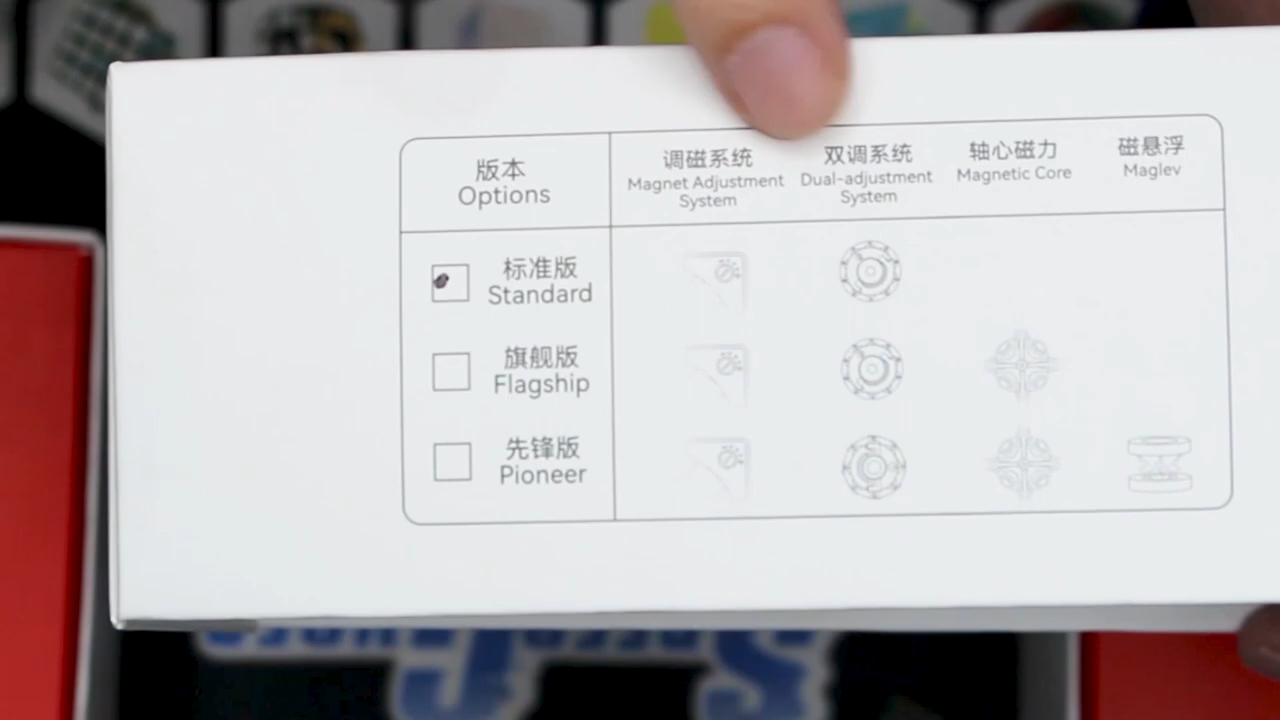 版本
Options
调磁系统
Magnet Adjustment
System
双调系统
Dual-adjustment
System
轴心磁力
Magnetic Core
磁悬浮
Maglev
标准版
Standard
旗舰版
Flagship
先锋版
Pioneer